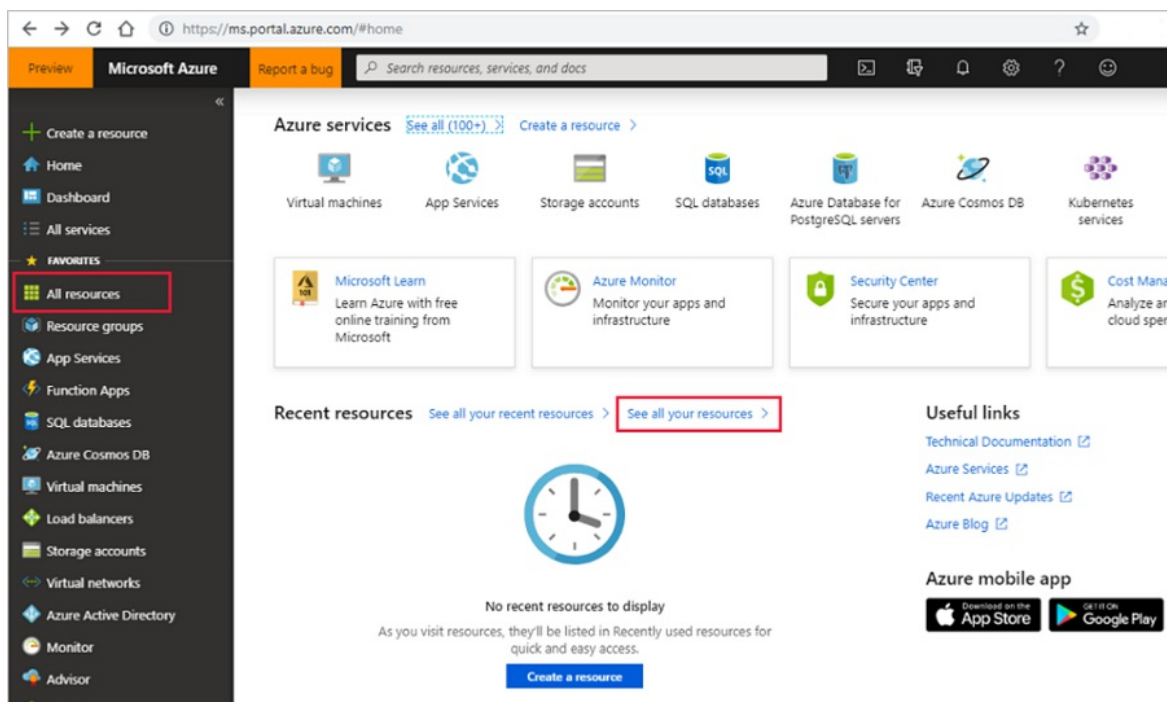 https://ms.portal.azure.com/#home
Preview
Microsoft Azure
Report a bug
Search resources, services, and docs
?
«
Create a resource
Home
Dashboard
All services
FAVORITES
All resources
Resource groups
App Services
Function Apps
SQL databases
Azure Cosmos DB
Virtual machines
Load balancers
Storage accounts
Virtual networks
Azure Active Directory
Monitor
Advisor
Azure services See all (100+) > Create a resource >
Virtual machines
App Services
Storage accounts
SQL
SQL databases
Azure Database for
PostgreSQL servers
Azure Cosmos DB
Kubernetes
services
101
Microsoft Learn
Learn Azure with free
online training from
Microsoft
Azure Monitor
Monitor your apps and
infrastructure
Security Center
Secure your apps and
infrastructure
$
Cost Mana
Analyze an
cloud spen
Recent resources See all your recent resources > See all your resources >
No recent resources to display
As you visit resources, they'll be listed in Recently used resources for
quick and easy access.
Create a resource
Useful links
Technical Documentation
Azure Services
Recent Azure Updates
Azure Blog
Azure mobile app
Download on the
App Store
GET IT ON
Google Play